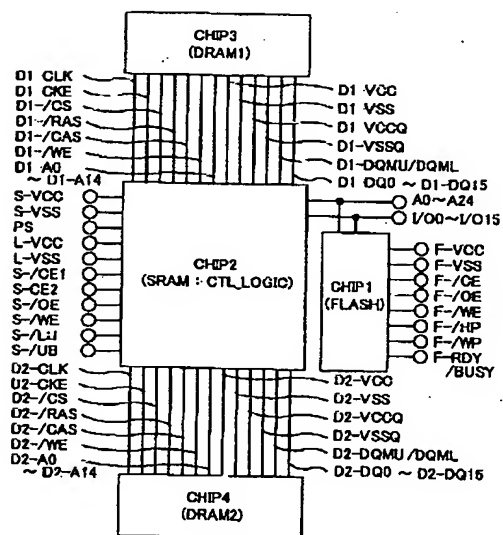 CHIP3
(DRAM1)
D1-CLK
D1-CKE
D1-/CS
D1-/RAS
D1-/CAS
D1-/WE
D1-A0
~ D1-A14
D1-VCC
D1-VSS
D1-VCCQ
D1-VSSQ
D1-DQMU/DQML
D1-DQ0 ~ D1-DQ15
A0~A24
I/O0~I/O15
S-VCC
S-VSS
PS
L-VCC
L-VSS
S-/CE1
S-CE2
S-/OE
S-/WE
S-/LB
S-/UB
CHIP2
(SRAM : CTL_LOGIC)
CHIP1
(FLASH)
F-VCC
F-VSS
F-/CE
F-/OE
F-/WE
F-/WP
F-RDY
/BUSY
D2-CLK
D2-CKE
D2-/CS
D2-/RAS
D2-/CAS
D2-/WE
D2-A0
~ D2-A14
D2-VCC
D2-VSS
D2-VCCQ
D2-VSSQ
D2-DQMU/DQML
D2-DQ0 ~ D2-DQ15
CHIP4
(DRAM2)